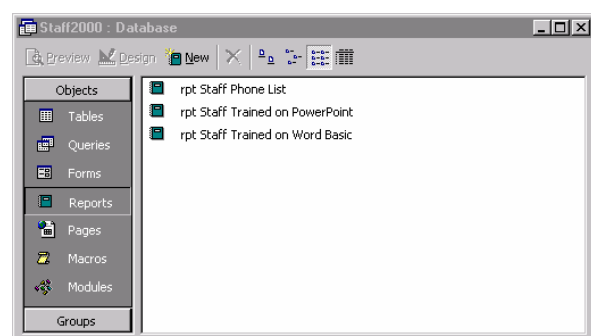 Staff2000 : Database
Preview Design New
Objects
Tables
Queries
Forms
Reports
Pages
Macros
Modules
Groups
rpt Staff Phone List
rpt Staff Trained on PowerPoint
rpt Staff Trained on Word Basic